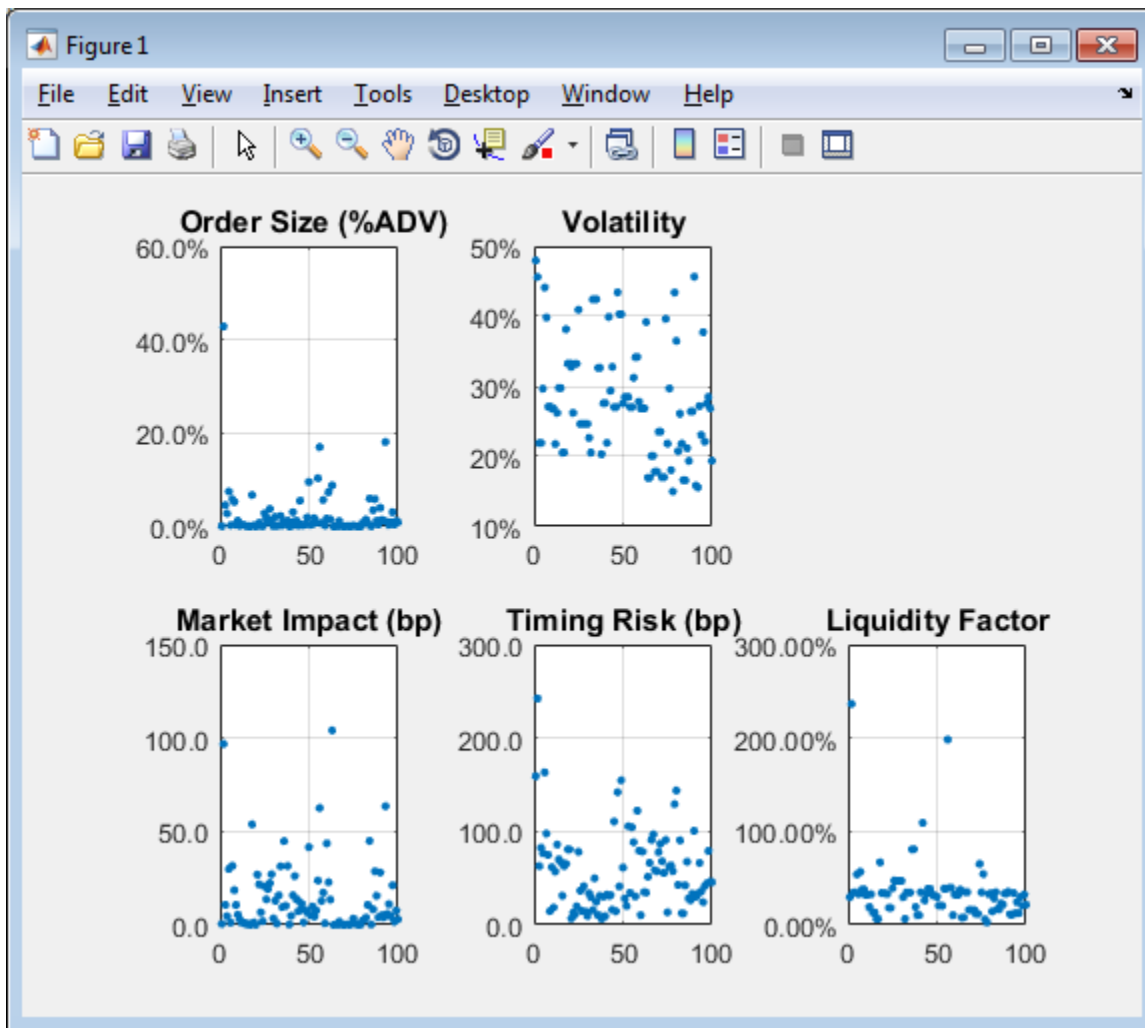 Figure 1
File Edit View Insert Tools Desktop Window Help
Order Size (%ADV)
60.0%
40.0%
20.0%
0.0%
0 50 100
Volatility
50%
40%
30%
20%
10%
0 50 100
Market Impact (bp)
150.0
100.0
50.0
0.0
0 50 100
Timing Risk (bp)
300.0
200.0
100.0
0.0
0 50 100
Liquidity Factor
300.00%
200.00%
100.00%
0.00%
0 50 100